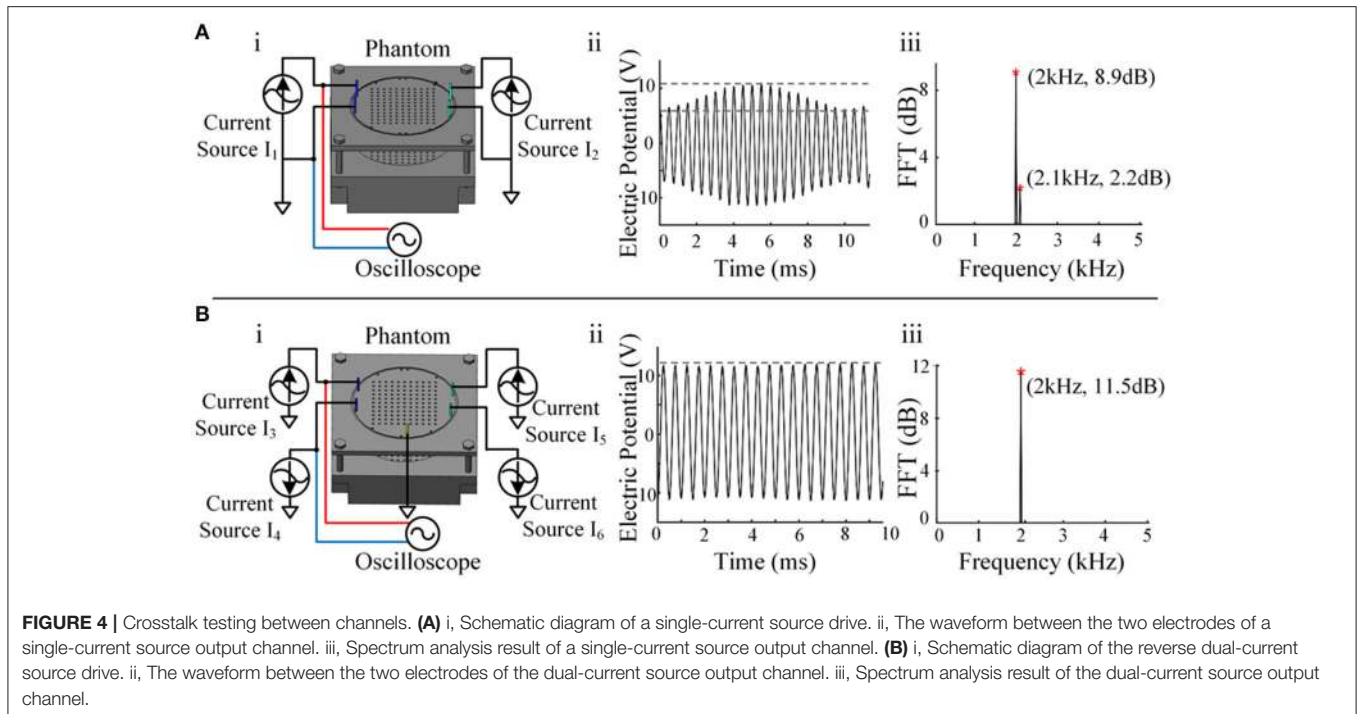 A
i
Phantom
Current
Source I₁
Current
Source I₂
Oscilloscope
ii
Electric Potential (V)
10
0
-10
0 2 4 6 8 10
Time (ms)
iii
FFT (dB)
8
4
0
(2kHz, 8.9dB)
(2.1kHz, 2.2dB)
0 1 2 3 4 5
Frequency (kHz)
B
i
Phantom
Current
Source I₃
Current
Source I₄
Current
Source I₅
Current
Source I₆
Oscilloscope
ii
Electric Potential (V)
10
0
10
0 2 4 6 8 10
Time (ms)
iii
FFT (dB)
12
8
4
0
(2kHz, 11.5dB)
0 1 2 3 4 5
Frequency (kHz)
FIGURE 4 | Crosstalk testing between channels. (A) i, Schematic diagram of a single-current source drive. ii, The waveform between the two electrodes of a
single-current source output channel. iii, Spectrum analysis result of a single-current source output channel. (B) i, Schematic diagram of the reverse dual-current
source drive. ii, The waveform between the two electrodes of the dual-current source output channel. iii, Spectrum analysis result of the dual-current source output
channel.